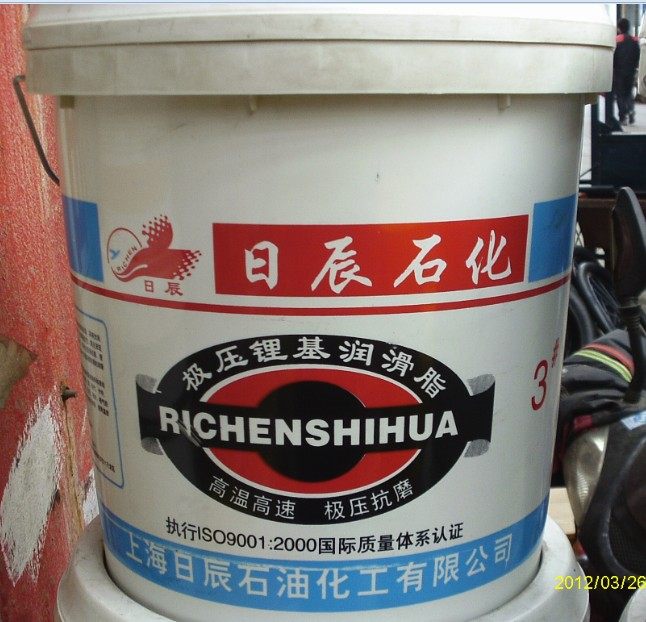 日辰石化
RICHEN
日辰
极压锂基润滑脂
3#
RICHENSHIHUA
高温高速 极压抗磨
执行ISO9001:2000国际质量体系认证
上海日辰石油化工有限公司
2012/03/26